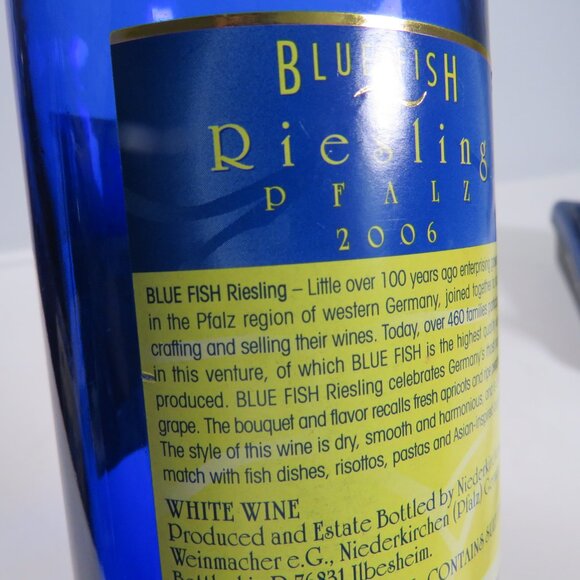 BLUE FISH
Riesling
PFALZ
2006
BLUE FISH Riesling – Little over 100 years ago enterprising
in the Pfalz region of western Germany, joined together
crafting and selling their wines. Today, over 460 families
in this venture, of which BLUE FISH is the highest
produced. BLUE FISH Riesling celebrates Germany's
grape. The bouquet and flavor recalls fresh apricots and
The style of this wine is dry, smooth and harmonious,
match with fish dishes, risottos, pastas and Asian-inspired
WHITE WINE
Produced and Estate Bottled by
Weinmacher e.G., Niederkirchen (Pfalz)
D-76831 Ilbesheim.
CONTAINS